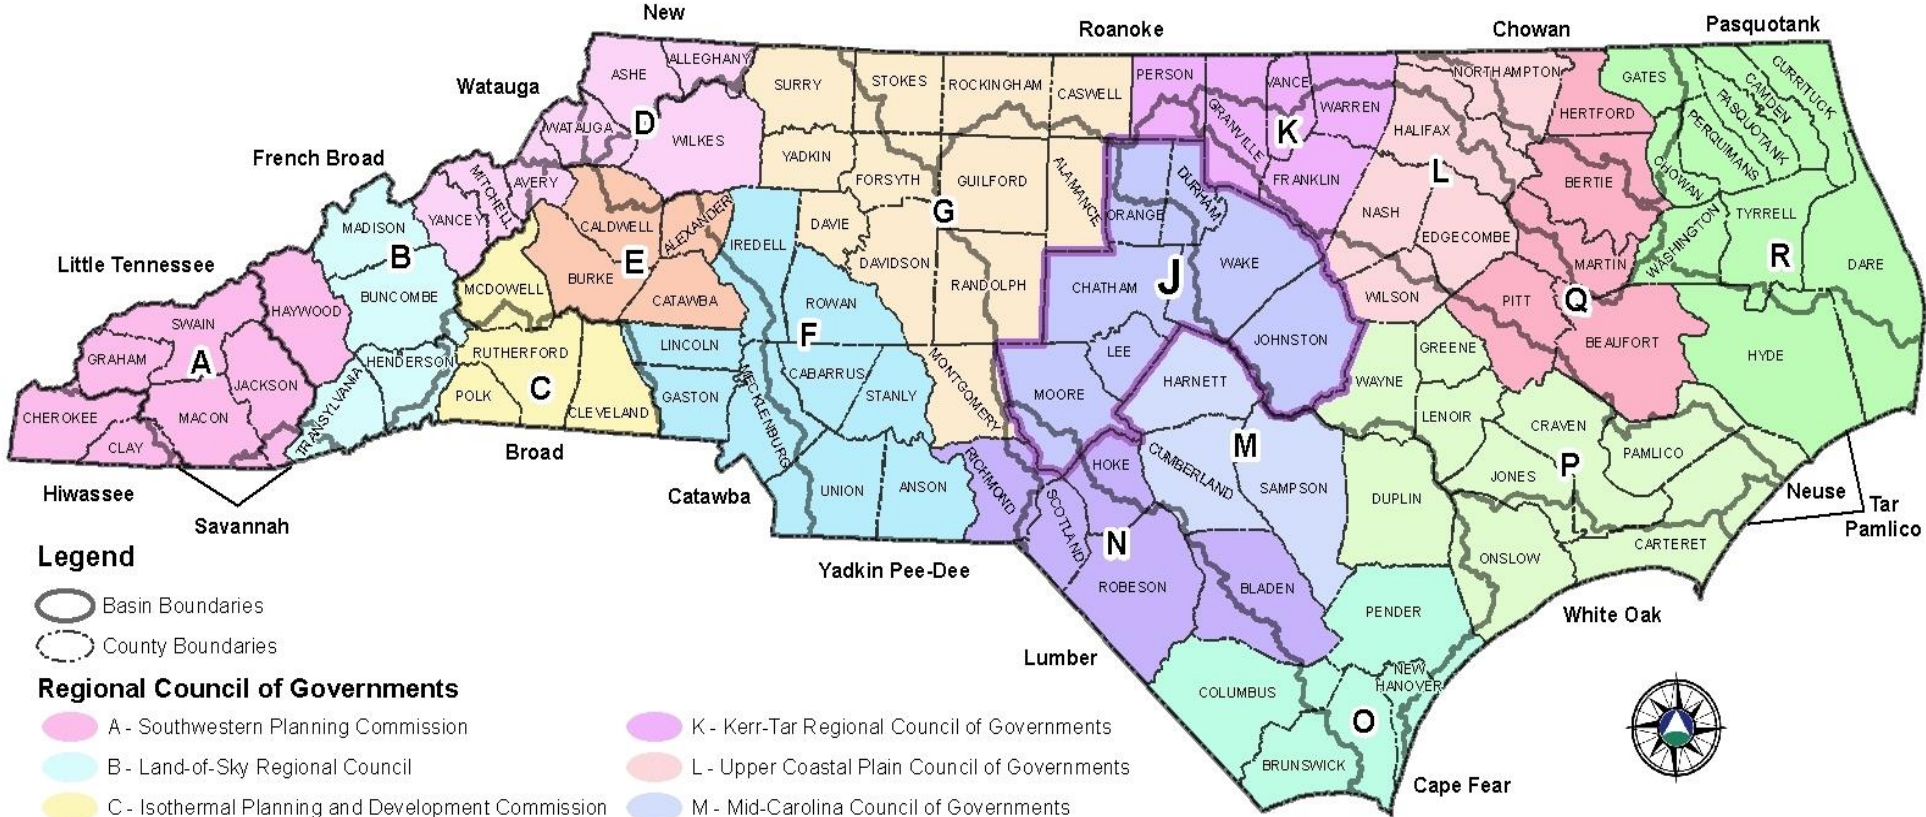 New
Roanoke
Chowan
Pasquotank
Watauga
French Broad
Little Tennessee
Hiwassee
Savannah
Broad
Catawba
Yadkin Pee-Dee
Lumber
Cape Fear
White Oak
Neuse
Tar
Pamlico
ASHE
ALLEGHANY
SURRY
STOKES
ROCKINGHAM
CASWELL
PERSON
VANCE
WARREN
NORTHAMPTON
GATES
CURRITUCK
CAMDEN
PASQUOTANK
PERQUIMANS
CHOWAN
HERTFORD
HALIFAX
GRANVILLE
K
D
WATAUGA
WILKES
YADKIN
FORSYTH
GUILFORD
ALAMANCE
ORANGE
DURHAM
FRANKLIN
L
BERTIE
MITCHELL
AVERY
YANCEY
CALDWELL
ALEXANDER
IREDELL
DAVIE
G
NASH
EDGECOMBE
WASHINGTON
TYRRELL
R
DARE
MADISON
B
BUNCOMBE
MCDOWELL
BURKE
E
CATAWBA
DAVIDSON
RANDOLPH
CHATHAM
J
WAKE
WILSON
MARTIN
PITT
Q
BEAUFORT
HYDE
SWAIN
HAYWOOD
GRAHAM
A
JACKSON
MACON
CHEROKEE
CLAY
HENDERSON
TRANSYLVANIA
RUTHERFORD
POLK
C
CLEVELAND
LINCOLN
GASTON
MECKLENBURG
ROWAN
F
CABARRUS
STANLY
MONTGOMERY
UNION
ANSON
RICHMOND
MOORE
LEE
HARNETT
JOHNSTON
WAYNE
GREENE
LENOIR
CRAVEN
PAMLICO
JONES
P
HOKE
CUMBERLAND
M
SAMPSON
DUPLIN
ONSLOW
CARTERET
SCOTLAND
N
ROBESON
BLADEN
PENDER
NEW
HANOVER
COLUMBUS
O
BRUNSWICK
Legend
Basin Boundaries
County Boundaries
Regional Council of Governments
A - Southwestern Planning Commission
B - Land-of-Sky Regional Council
C - Isothermal Planning and Development Commission
K - Kerr-Tar Regional Council of Governments
L - Upper Coastal Plain Council of Governments
M - Mid-Carolina Council of Governments